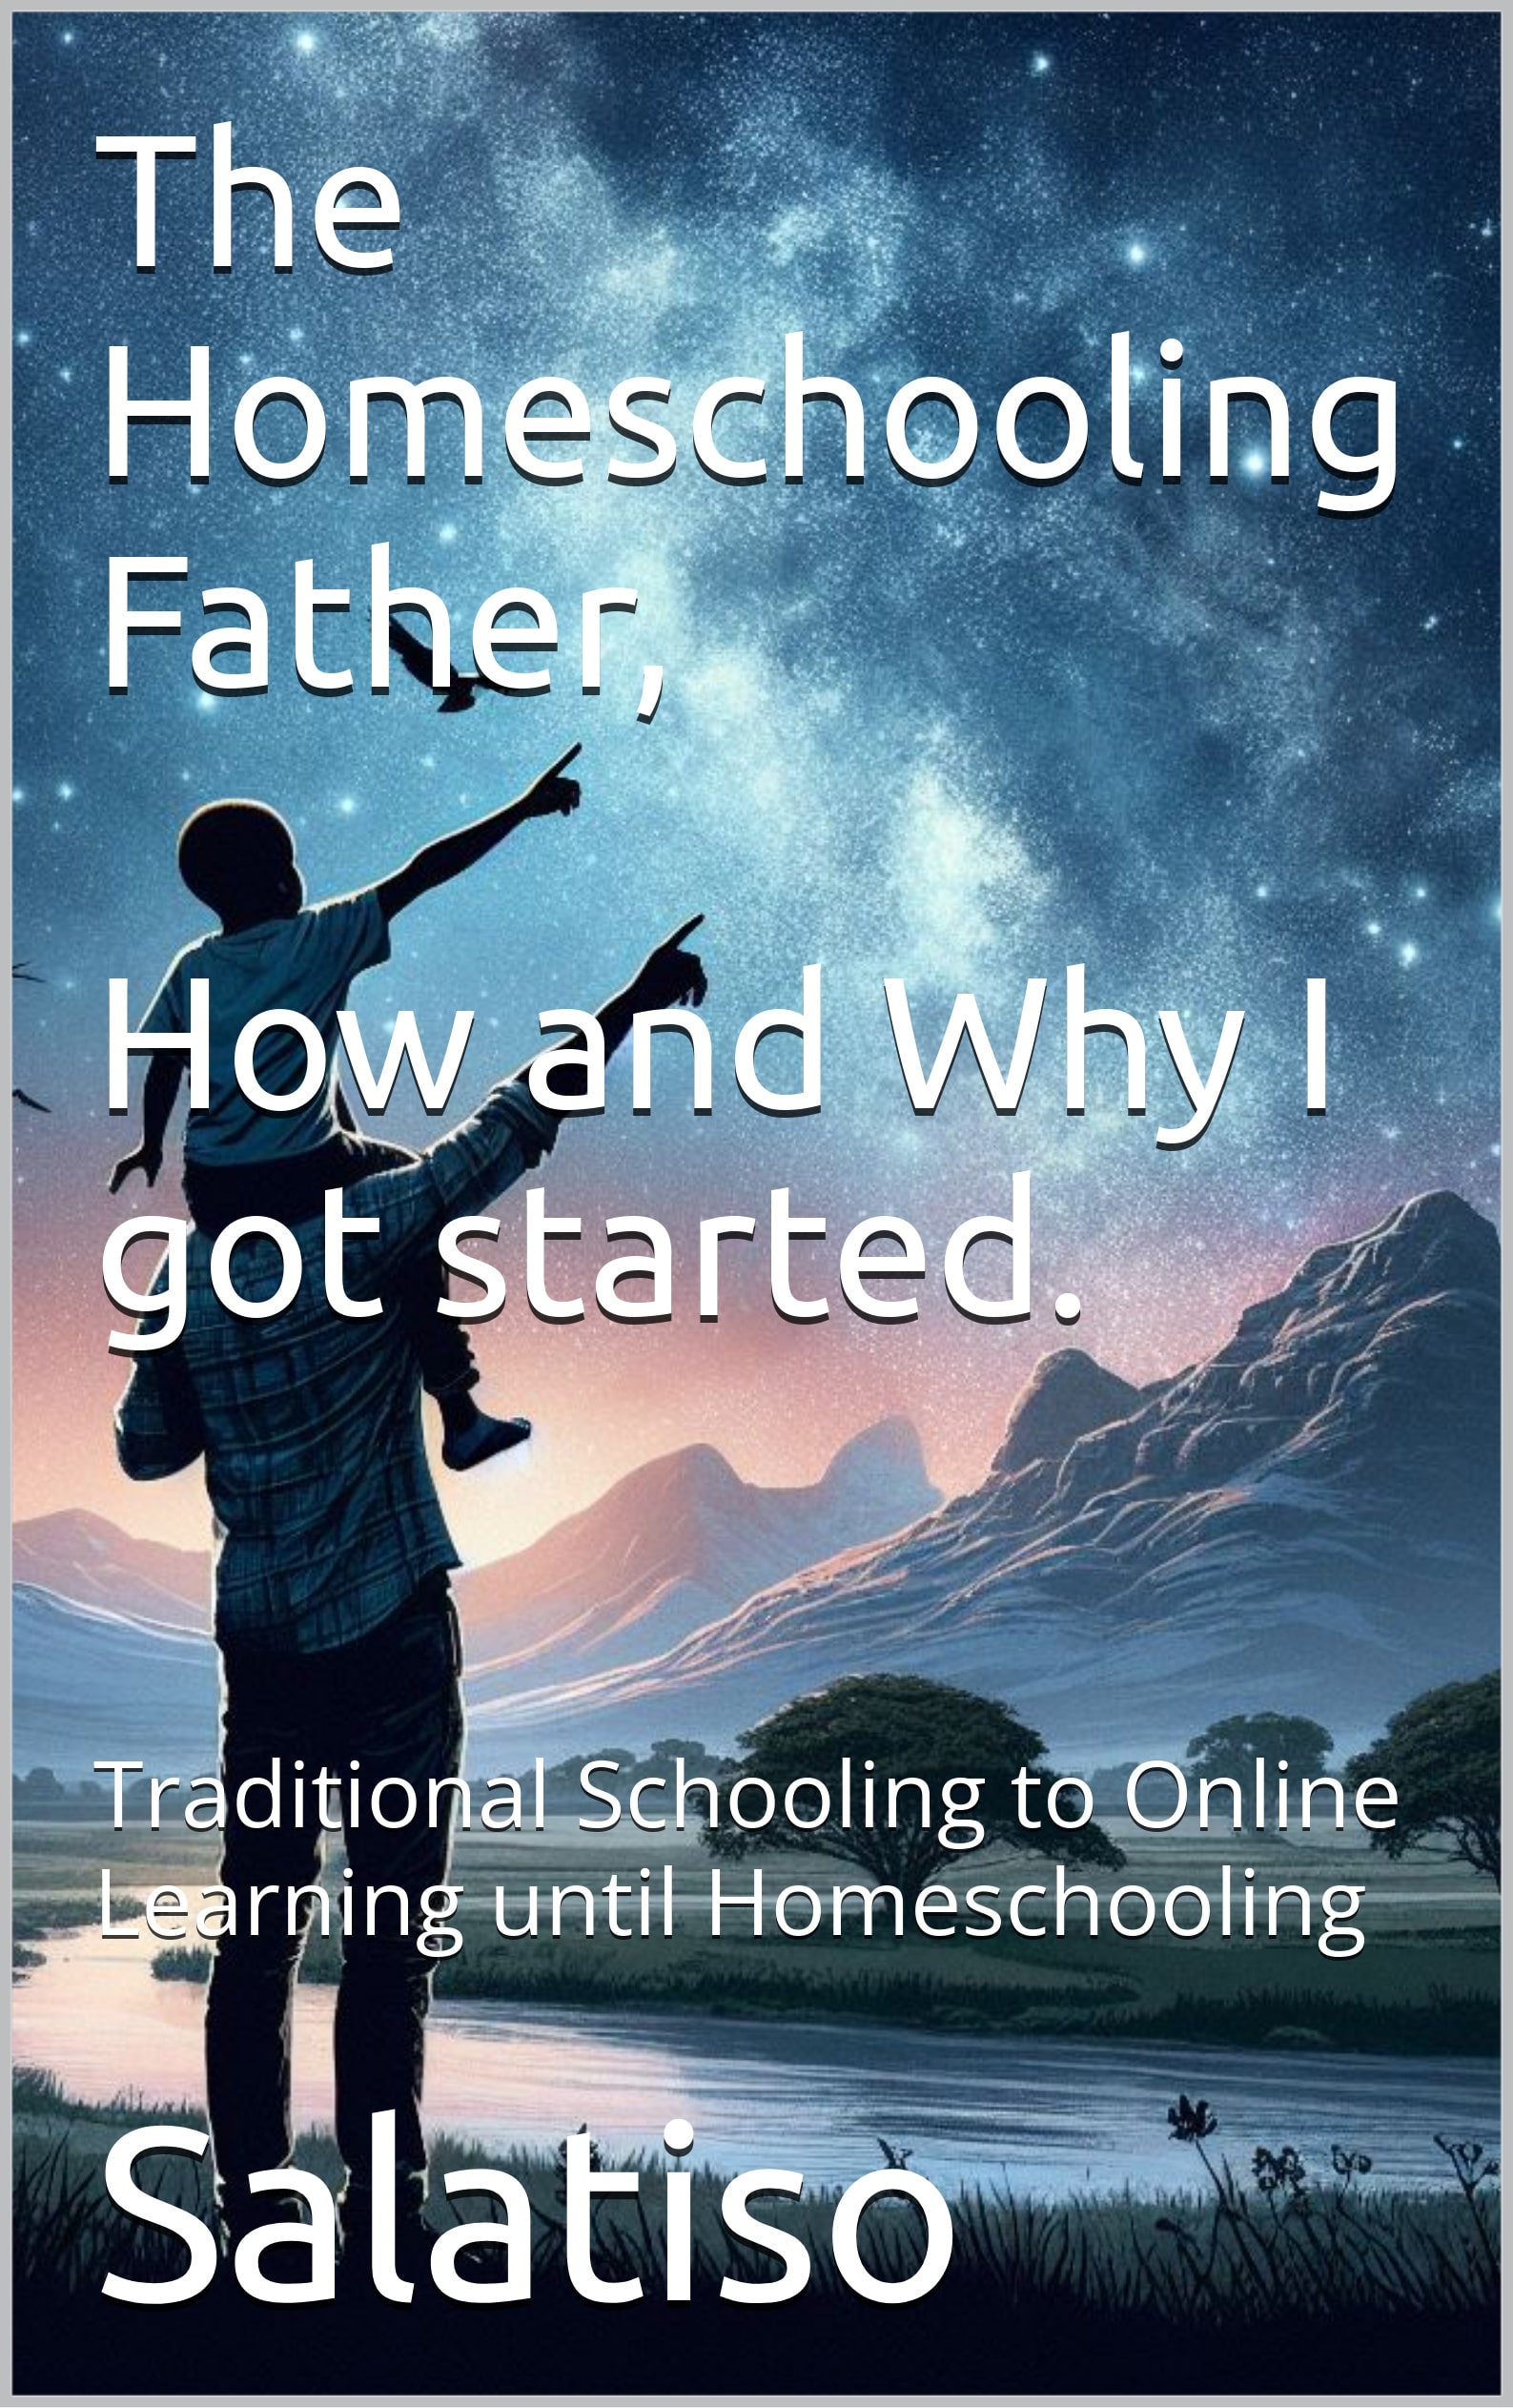 The
Homeschooling
Father,
How and Why I
got started.
Traditional Schooling to Online
Learning until Homeschooling
Salatiso